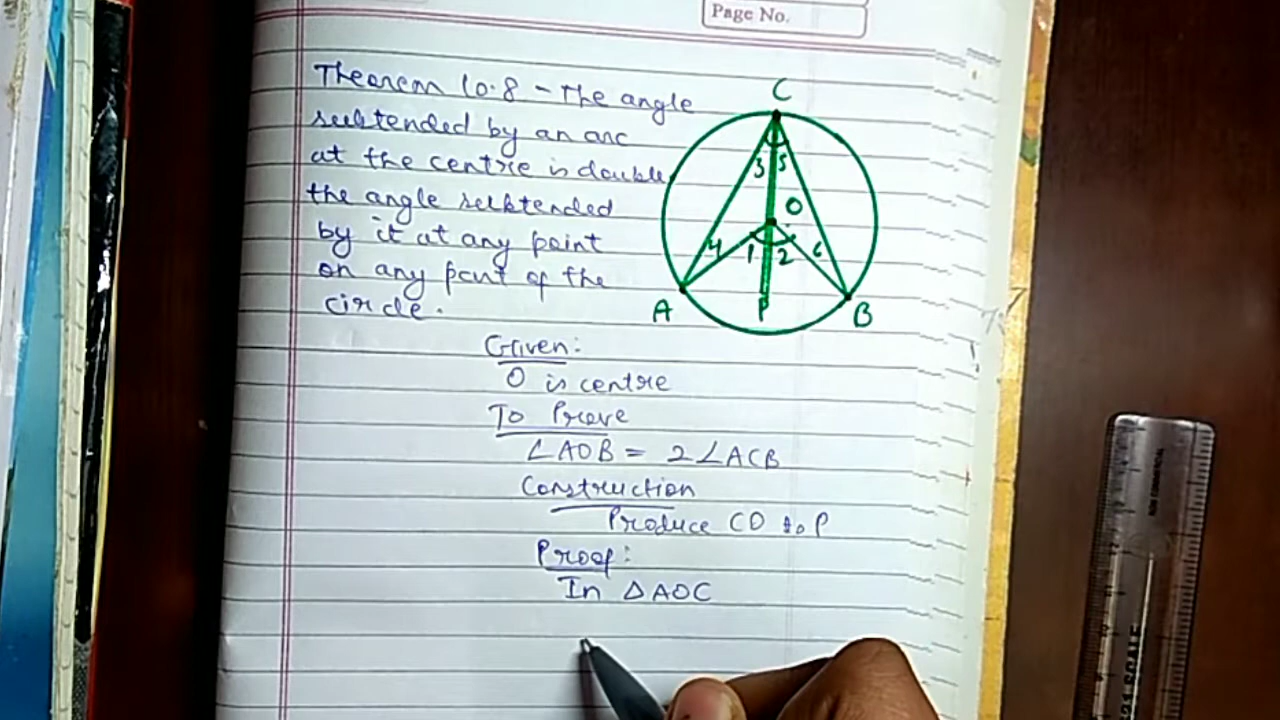 Page No.
Theorem 10.8 - The angle
subtended by an arc
at the centre is double
the angle subtended
by it at any point
on any part of the
circle.
C
3 5
O
4 1 2 6
A P B
Given:
O is centre
To Prove
∠AOB = 2∠ACB
Construction
Produce CO to P
Proof:
In △AOC